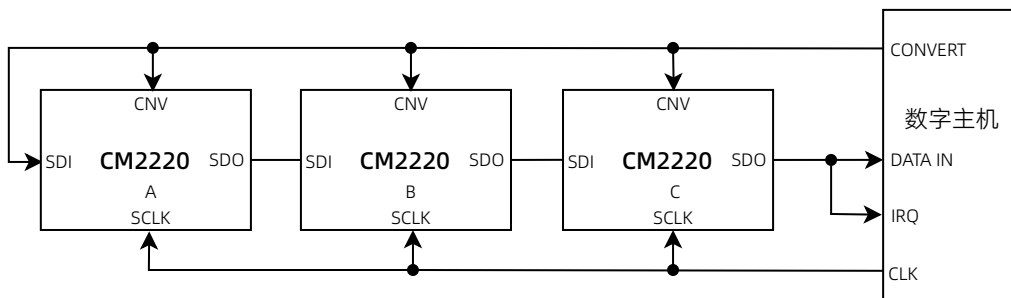 CONVERT
CNV
CNV
CNV
数字主机
SDI
CM2220
SDO
SDI
CM2220
SDO
SDI
CM2220
SDO
DATA IN
A
B
C
SCLK
SCLK
SCLK
IRQ
CLK